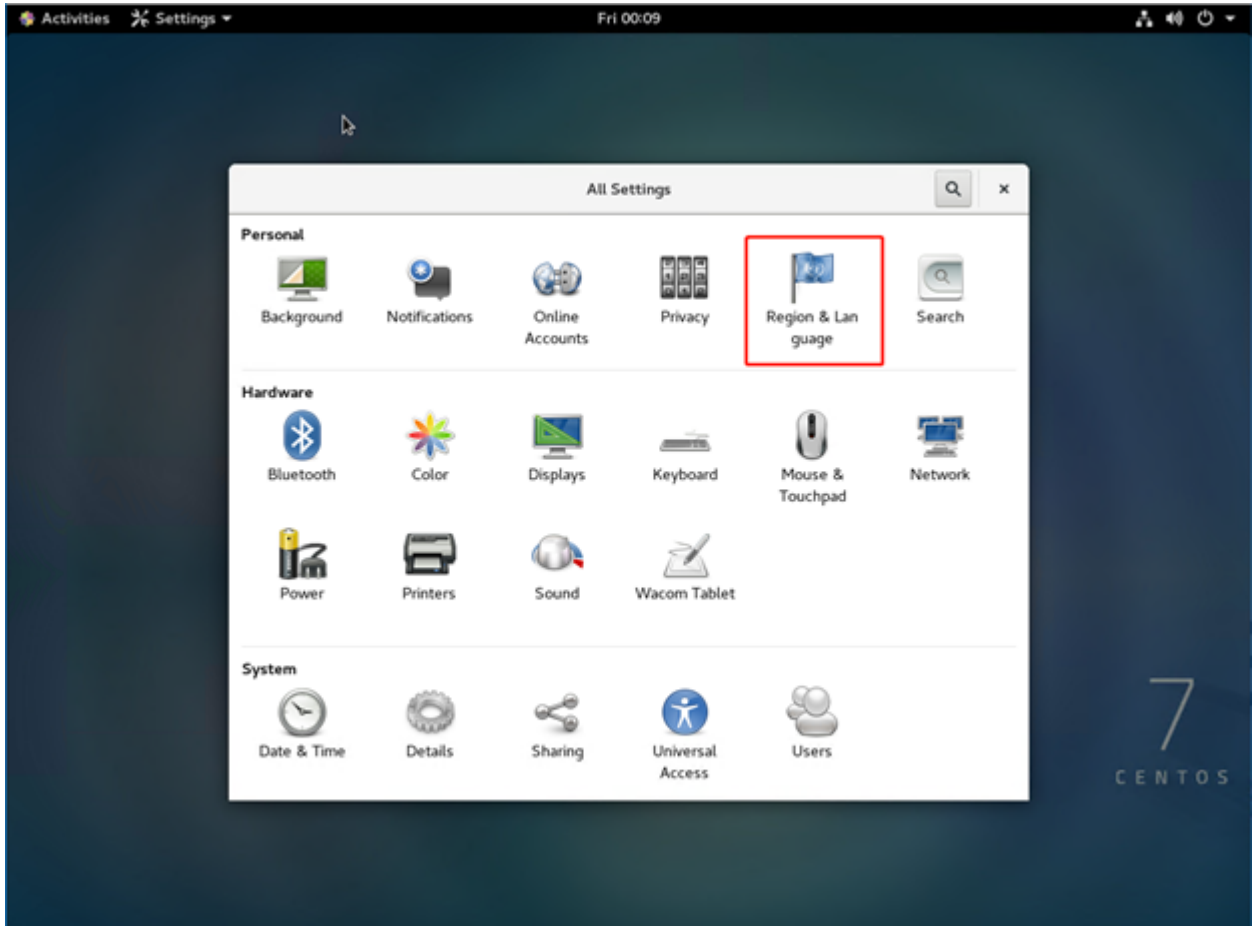 Activities Settings Fri 00:09
All Settings
Personal
Background Notifications Online Accounts Privacy Region & Lan guage Search
Hardware
Bluetooth Color Displays Keyboard Mouse & Touchpad Network
Power Printers Sound Wacom Tablet
System
Date & Time Details Sharing Universal Access Users
7
CENTOS